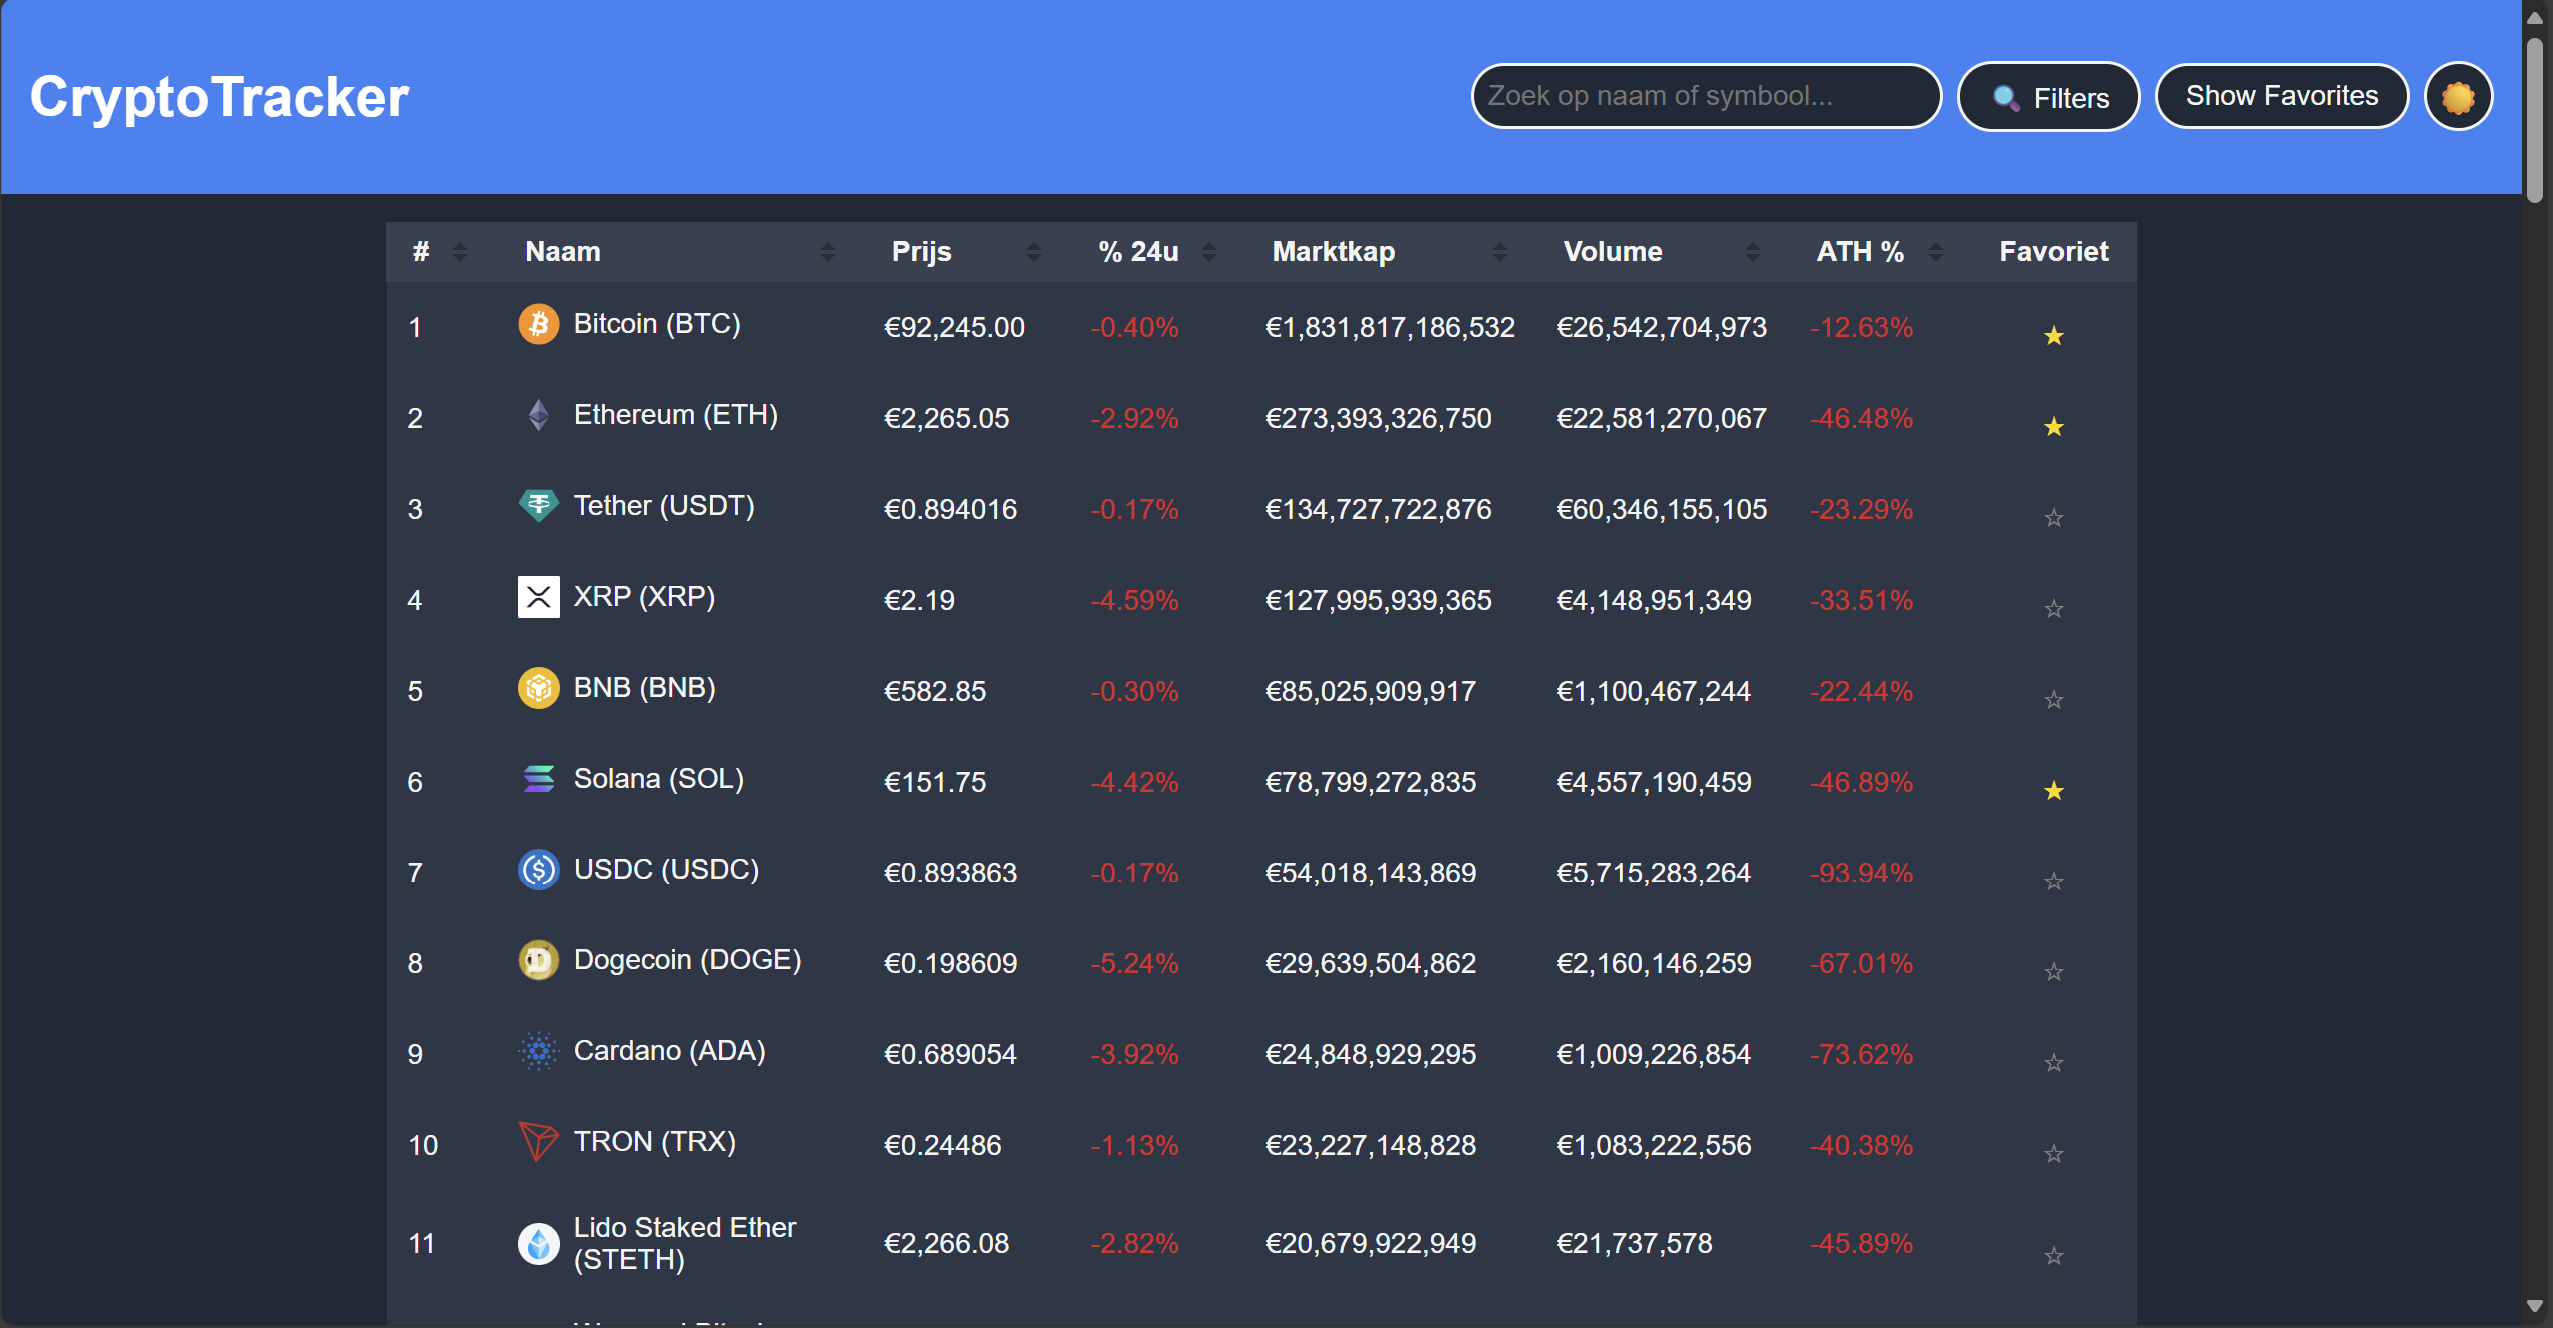 CryptoTracker
Zoek op naam of symbool...
Filters
Show Favorites
# Naam Prijs % 24u Marktkap Volume ATH % Favoriet
1 Bitcoin (BTC) €92,245.00 -0.40% €1,831,817,186,532 €26,542,704,973 -12.63%
2 Ethereum (ETH) €2,265.05 -2.92% €273,393,326,750 €22,581,270,067 -46.48%
3 Tether (USDT) €0.894016 -0.17% €134,727,722,876 €60,346,155,105 -23.29%
4 XRP (XRP) €2.19 -4.59% €127,995,939,365 €4,148,951,349 -33.51%
5 BNB (BNB) €582.85 -0.30% €85,025,909,917 €1,100,467,244 -22.44%
6 Solana (SOL) €151.75 -4.42% €78,799,272,835 €4,557,190,459 -46.89%
7 USDC (USDC) €0.893863 -0.17% €54,018,143,869 €5,715,283,264 -93.94%
8 Dogecoin (DOGE) €0.198609 -5.24% €29,639,504,862 €2,160,146,259 -67.01%
9 Cardano (ADA) €0.689054 -3.92% €24,848,929,295 €1,009,226,854 -73.62%
10 TRON (TRX) €0.24486 -1.13% €23,227,148,828 €1,083,222,556 -40.38%
11 Lido Staked Ether (STETH) €2,266.08 -2.82% €20,679,922,949 €21,737,578 -45.89%